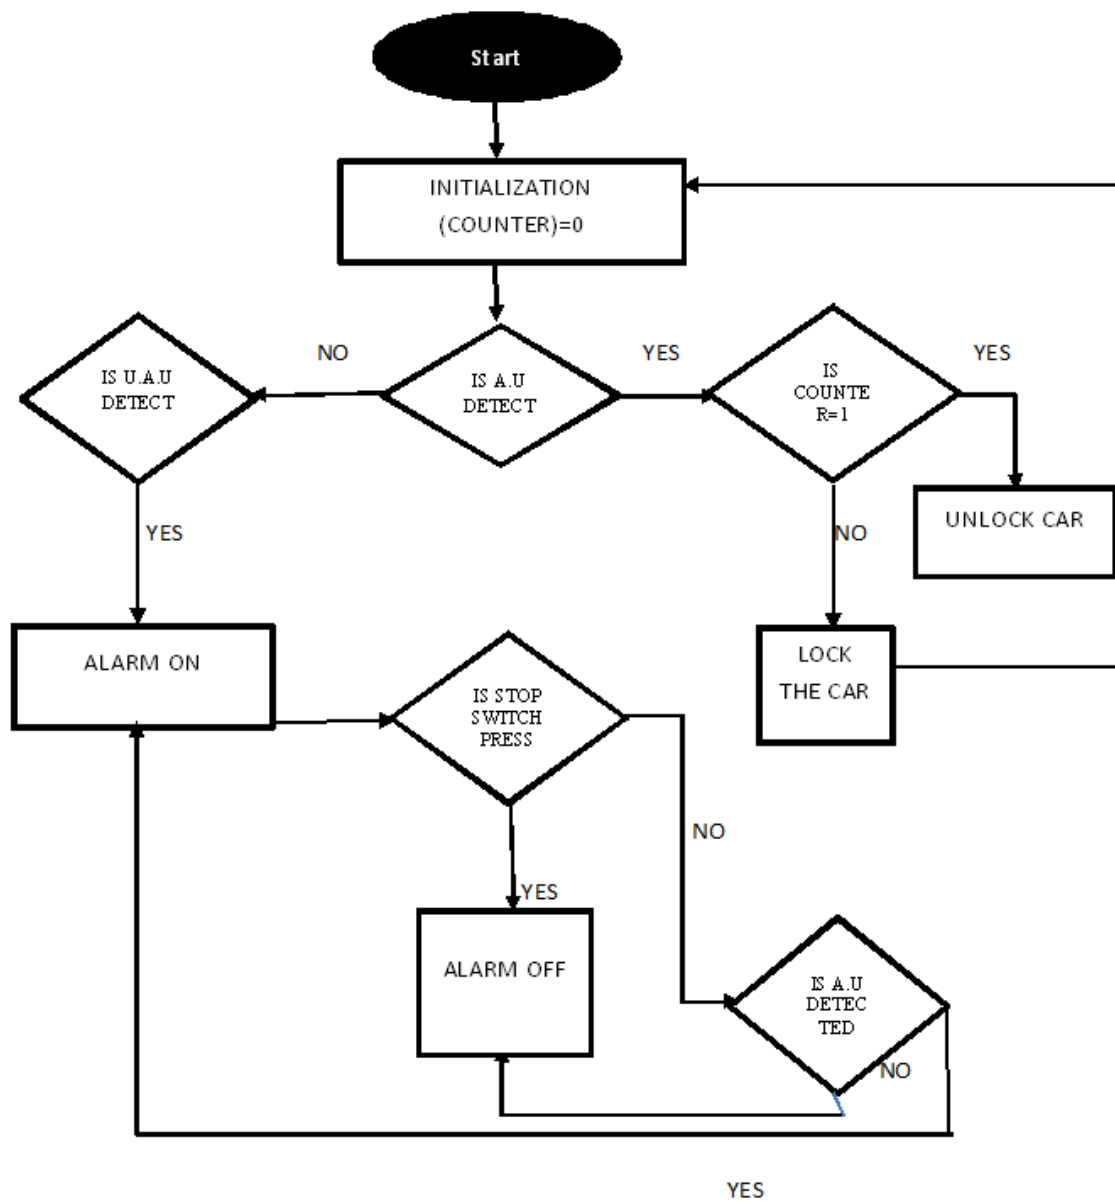 Start
INITIALIZATION
(COUNTER)=0
NO
YES
YES
IS U.A.U
DETECT
IS A.U
DETECT
IS
COUNTE
R=1
YES
NO
UNLOCK CAR
ALARM ON
IS STOP
SWITCH
PRESS
LOCK
THE CAR
NO
YES
ALARM OFF
IS A.U
DETEC
TED
NO
YES